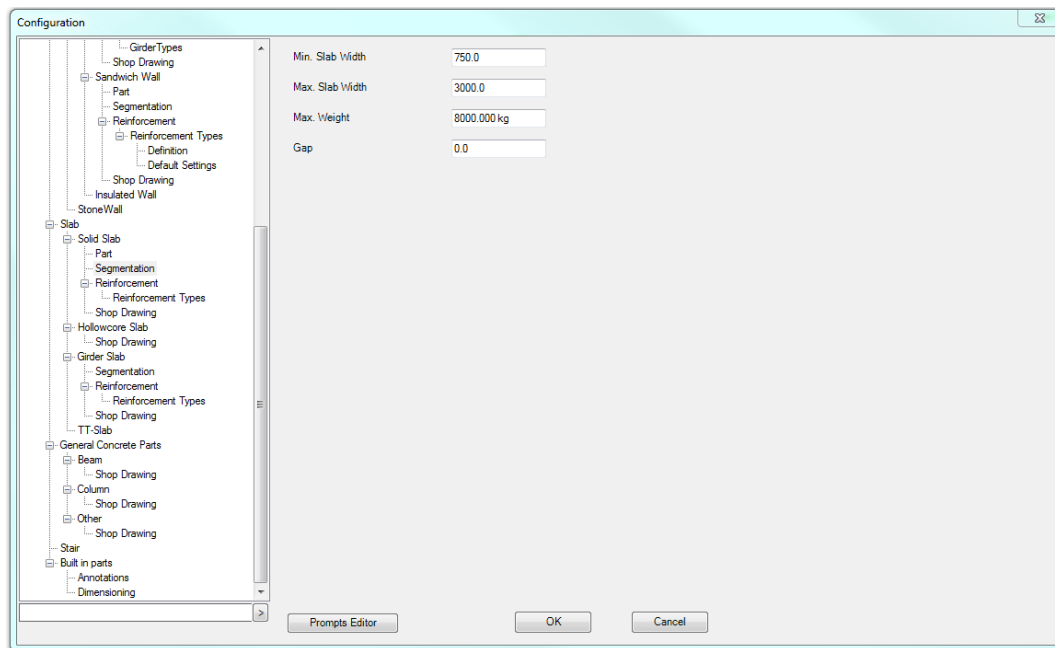 Configuration
GirderTypes
Shop Drawing
Sandwich Wall
Part
Segmentation
Reinforcement
Reinforcement Types
Definition
Default Settings
Shop Drawing
Insulated Wall
StoneWall
Slab
Solid Slab
Part
Segmentation
Reinforcement
Reinforcement Types
Shop Drawing
Hollowcore Slab
Shop Drawing
Girder Slab
Segmentation
Reinforcement
Reinforcement Types
Shop Drawing
TT-Slab
General Concrete Parts
Beam
Shop Drawing
Column
Shop Drawing
Other
Shop Drawing
Stair
Built in parts
Annotations
Dimensioning
>
Min. Slab Width 750.0
Max. Slab Width 3000.0
Max. Weight 8000.000 kg
Gap 0.0
Prompts Editor OK Cancel